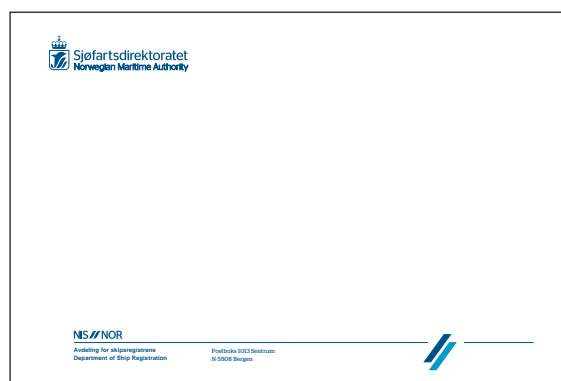 Sjøfartsdirektoratet
Norwegian Maritime Authority
NIS NOR
Avdeling for skipsregistrene
Department of Ship Registration
Postboks 1013 Sentrum
N-5808 Bergen